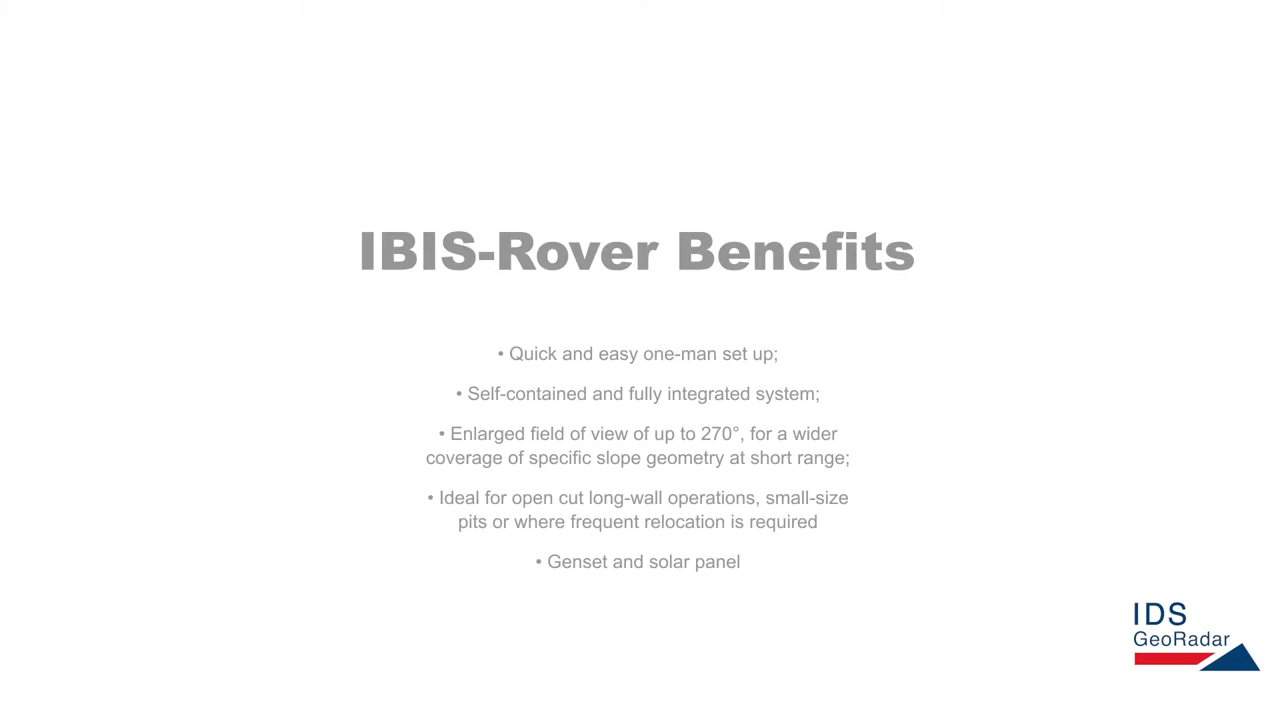 IBIS-Rover Benefits
• Quick and easy one-man set up;
• Self-contained and fully integrated system;
• Enlarged field of view of up to 270°, for a wider
coverage of specific slope geometry at short range;
• Ideal for open cut long-wall operations, small-size
pits or where frequent relocation is required
• Genset and solar panel
IDS
GeoRadar